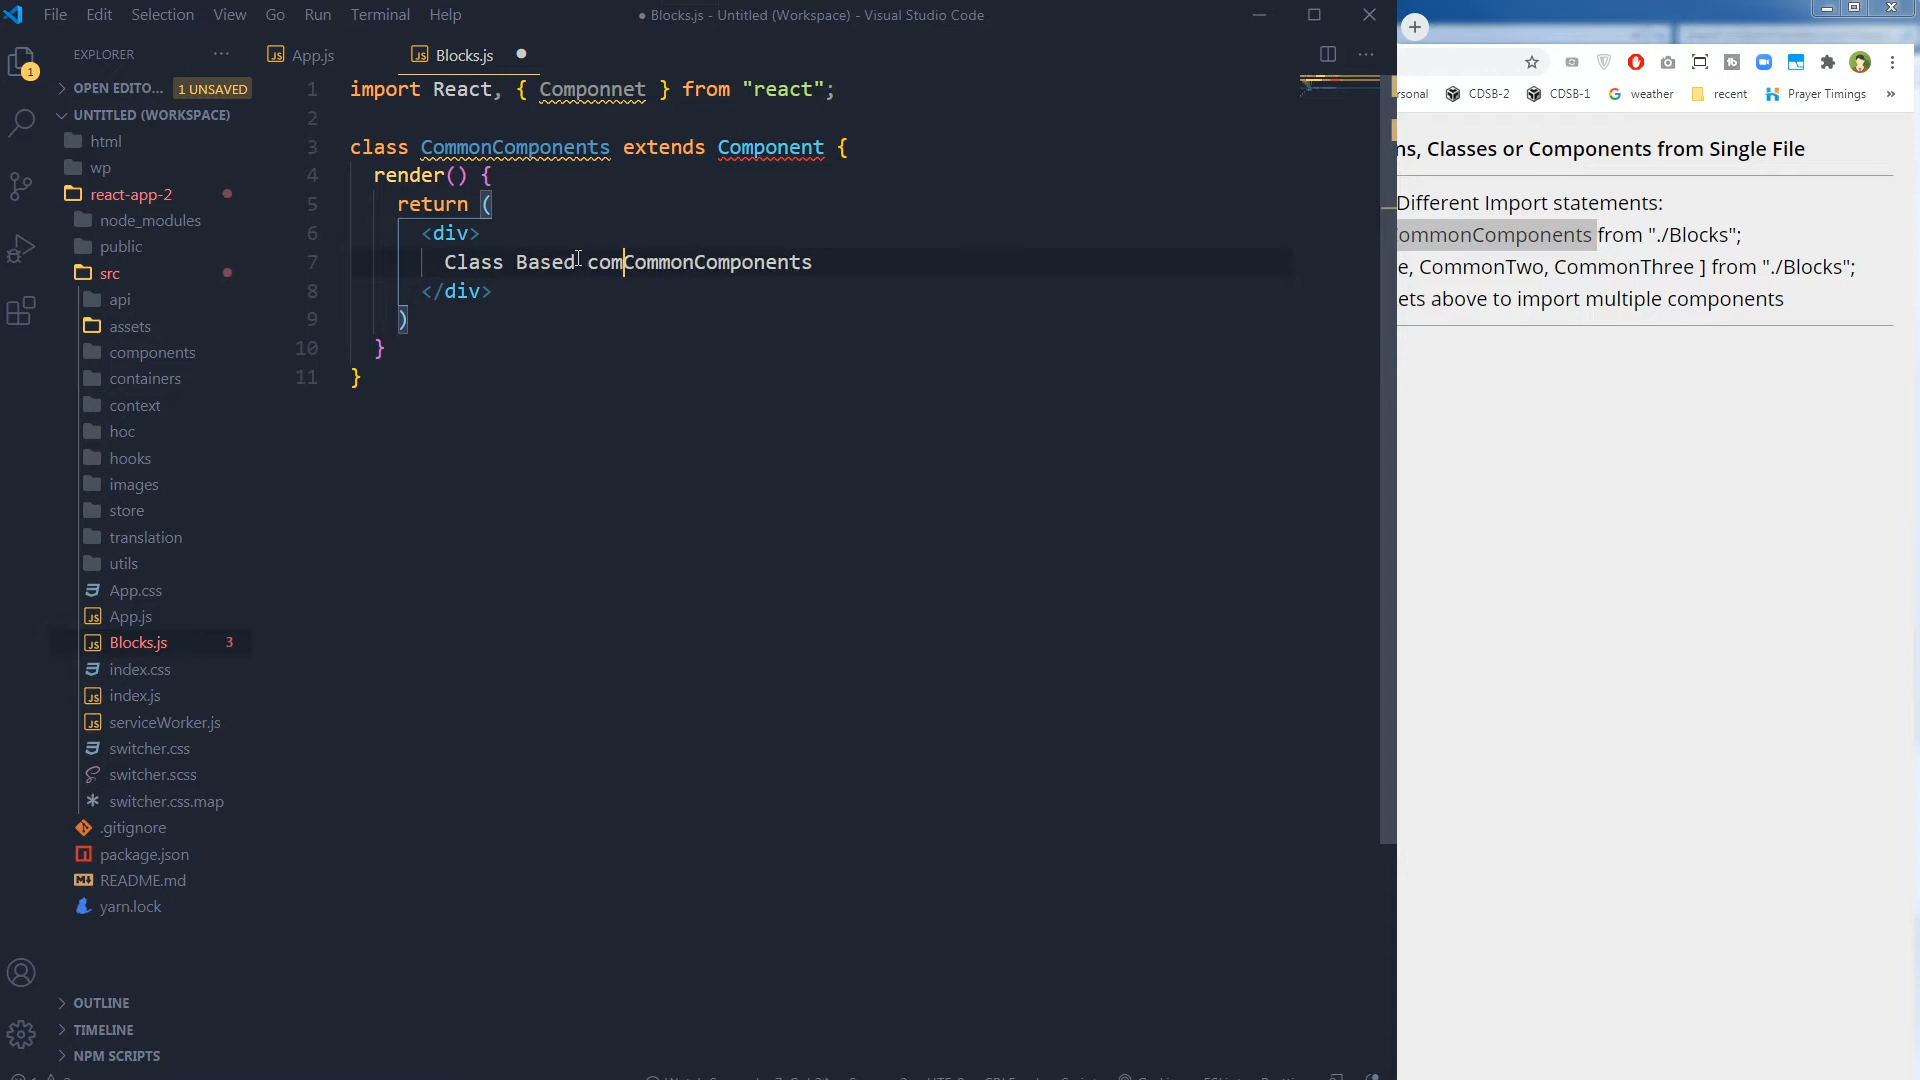 File Edit Selection View Go Run Terminal Help
● Blocks.js - Untitled (Workspace) - Visual Studio Code
EXPLORER
OPEN EDITO... 1 UNSAVED
UNTITLED (WORKSPACE)
html
wp
react-app-2
node_modules
public
src
api
assets
components
containers
context
hoc
hooks
images
store
translation
utils
App.css
App.js
Blocks.js 3
index.css
index.js
serviceWorker.js
switcher.css
switcher.scss
switcher.css.map
.gitignore
package.json
README.md
yarn.lock
OUTLINE
TIMELINE
NPM SCRIPTS
1
App.js
Blocks.js
1 import React, { Componnet } from "react";
2
3 class CommonComponents extends Component {
4 render() {
5 return (
6 <div>
7 Class Based comCommonComponents
8 </div>
9 )
10 }
11 }
rsonal CDSB-2 CDSB-1 weather recent Prayer Timings »
ns, Classes or Components from Single File
Different Import statements:
ommonComponents from "./Blocks";
e, CommonTwo, CommonThree ] from "./Blocks";
ets above to import multiple components